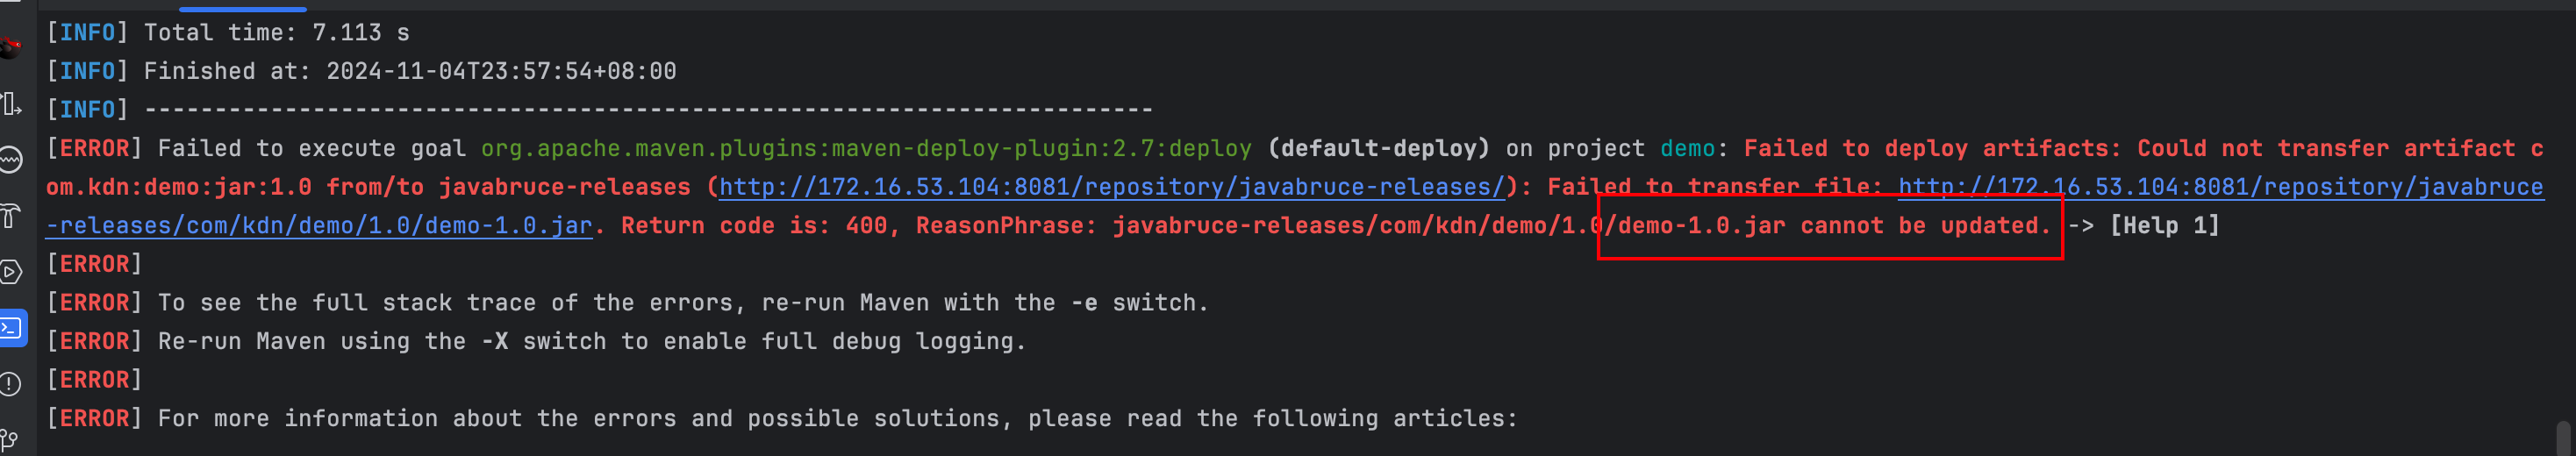 [INFO] Total time: 7.113 s
[INFO] Finished at: 2024-11-04T23:57:54+08:00
[INFO] ------------------------------------------------------------------------
[ERROR] Failed to execute goal org.apache.maven.plugins:maven-deploy-plugin:2.7:deploy (default-deploy) on project demo: Failed to deploy artifacts: Could not transfer artifact c
om.kdn:demo:jar:1.0 from/to javabruce-releases (http://172.16.53.104:8081/repository/javabruce-releases/): Failed to transfer file: http://172.16.53.104:8081/repository/javabruce
-releases/com/kdn/demo/1.0/demo-1.0.jar. Return code is: 400, ReasonPhrase: javabruce-releases/com/kdn/demo/1.0/demo-1.0.jar cannot be updated. -> [Help 1]
[ERROR]
[ERROR] To see the full stack trace of the errors, re-run Maven with the -e switch.
[ERROR] Re-run Maven using the -X switch to enable full debug logging.
[ERROR]
[ERROR] For more information about the errors and possible solutions, please read the following articles: